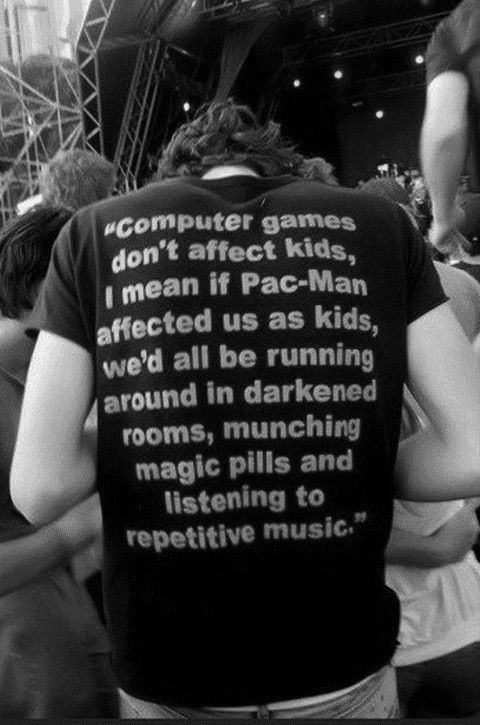 "Computer games
don't affect kids,
I mean if Pac-Man
affected us as kids,
we'd all be running
around in darkened
rooms, munching
magic pills and
listening to
repetitive music."